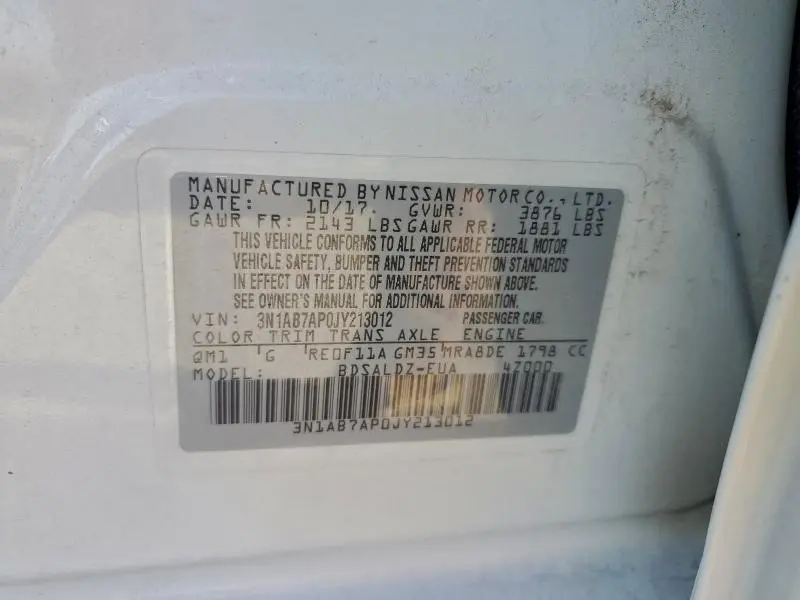 MANUFACTURED BY NISSAN MOTOR CO., LTD.
DATE: 10/17. GVWR: 3876 LBS
GAWR FR: 2143 LBS GAWR RR: 1881 LBS
THIS VEHICLE CONFORMS TO ALL APPLICABLE FEDERAL MOTOR
VEHICLE SAFETY, BUMPER AND THEFT PREVENTION STANDARDS
IN EFFECT ON THE DATE OF MANUFACTURE SHOWN ABOVE.
SEE OWNER'S MANUAL FOR ADDITIONAL INFORMATION.
VIN: 3N1AB7AP0JY213012 PASSENGER CAR.
COLOR TRIM TRANS AXLE ENGINE
QM1 G RE0F11A GM35 MRA8DE 1798 CC
MODEL: BDSALDZ-EUA 4Z000
3N1AB7AP0JY213012